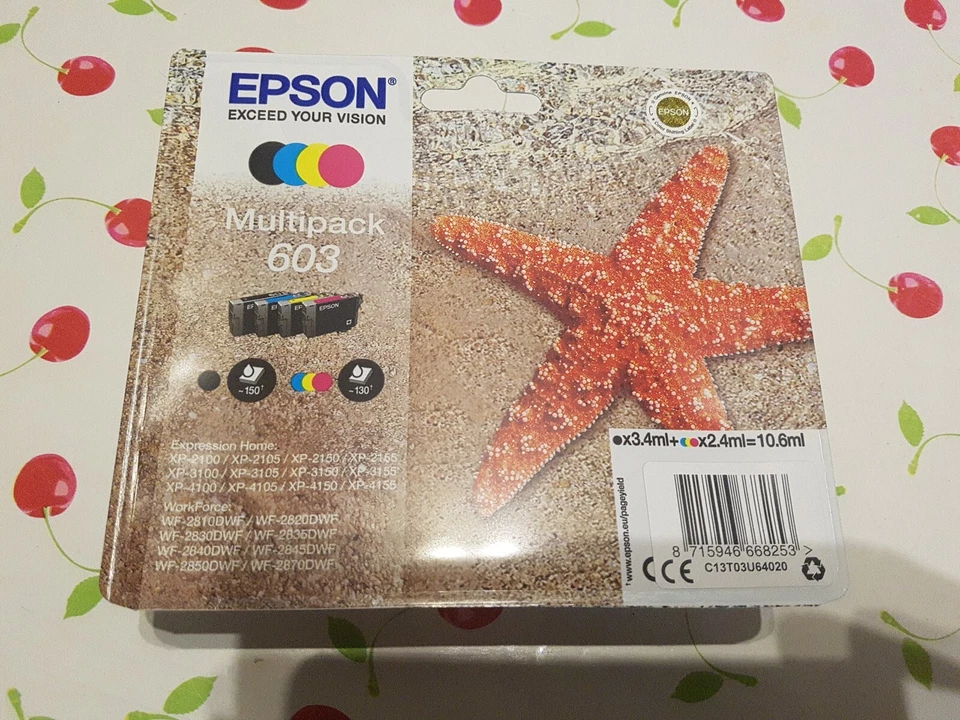 EPSON®
EXCEED YOUR VISION
Multipack
603
EPSON
~150†
~130†
Expression Home:
XP-2100 / XP-2105 / XP-2150 / XP-2155
XP-3100 / XP-3105 / XP-3150 / XP-3155
XP-4100 / XP-4105 / XP-4150 / XP-4155
WorkForce:
WF-2810DWF / WF-2820DWF
WF-2830DWF / WF-2835DWF
WF-2840DWF / WF-2845DWF
WF-2850DWF / WF-2870DWF
EPSON
x3.4ml+ x2.4ml=10.6ml
†www.epson.eu/pageyield
8 715946 668253 >
CE C13T03U64020